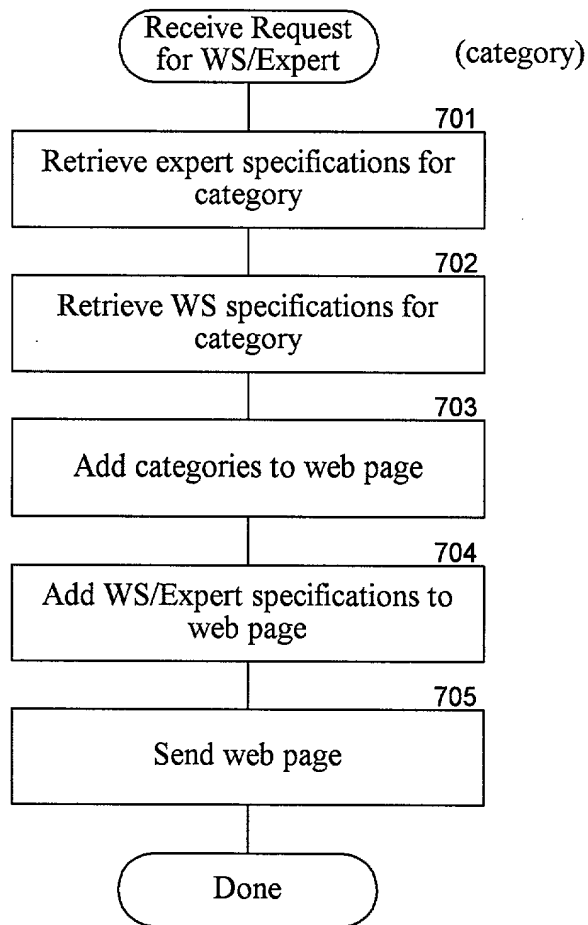 Receive Request
for WS/Expert
(category)
701
Retrieve expert specifications for
category
702
Retrieve WS specifications for
category
703
Add categories to web page
704
Add WS/Expert specifications to
web page
705
Send web page
Done